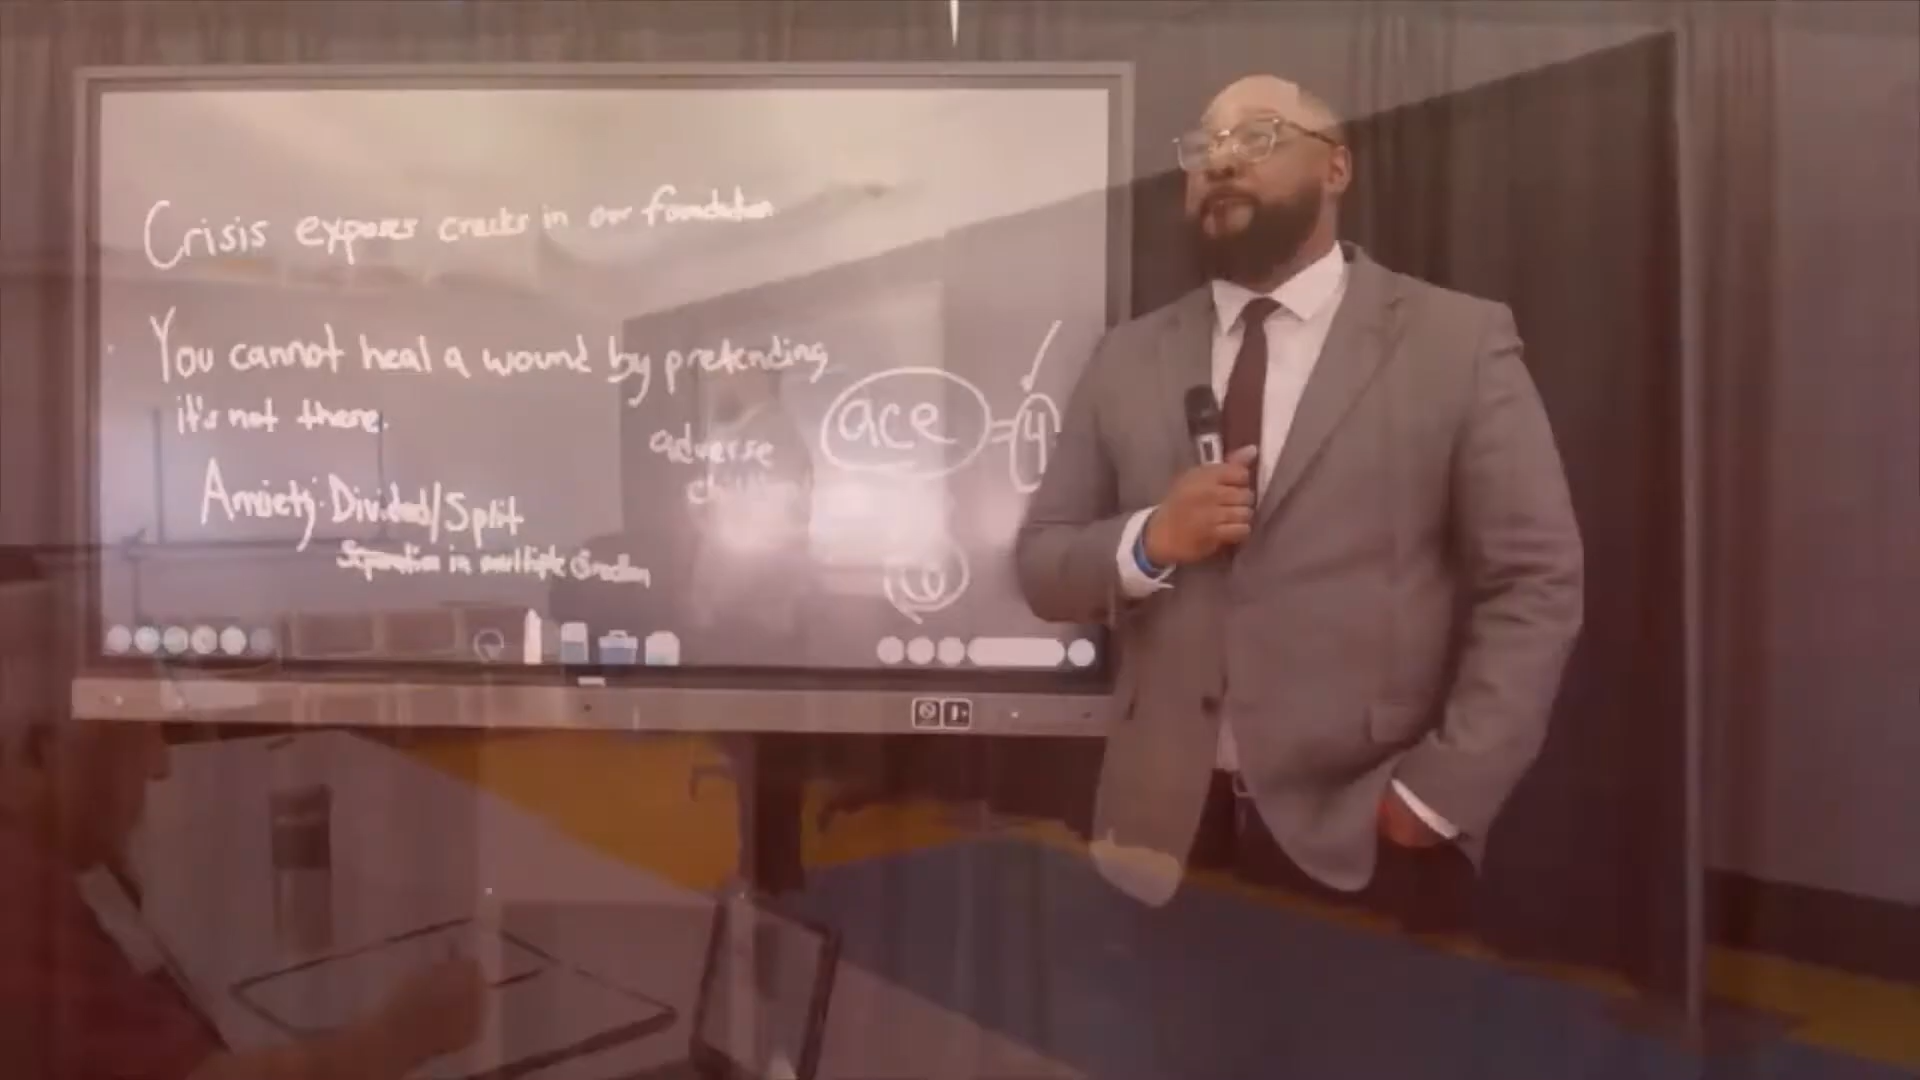 Crisis exposes cracks in our foundation
You cannot heal a wound by pretending
it's not there.
ace = 4
adverse
Anxiety: Divided/Split
Separation in multiple direction